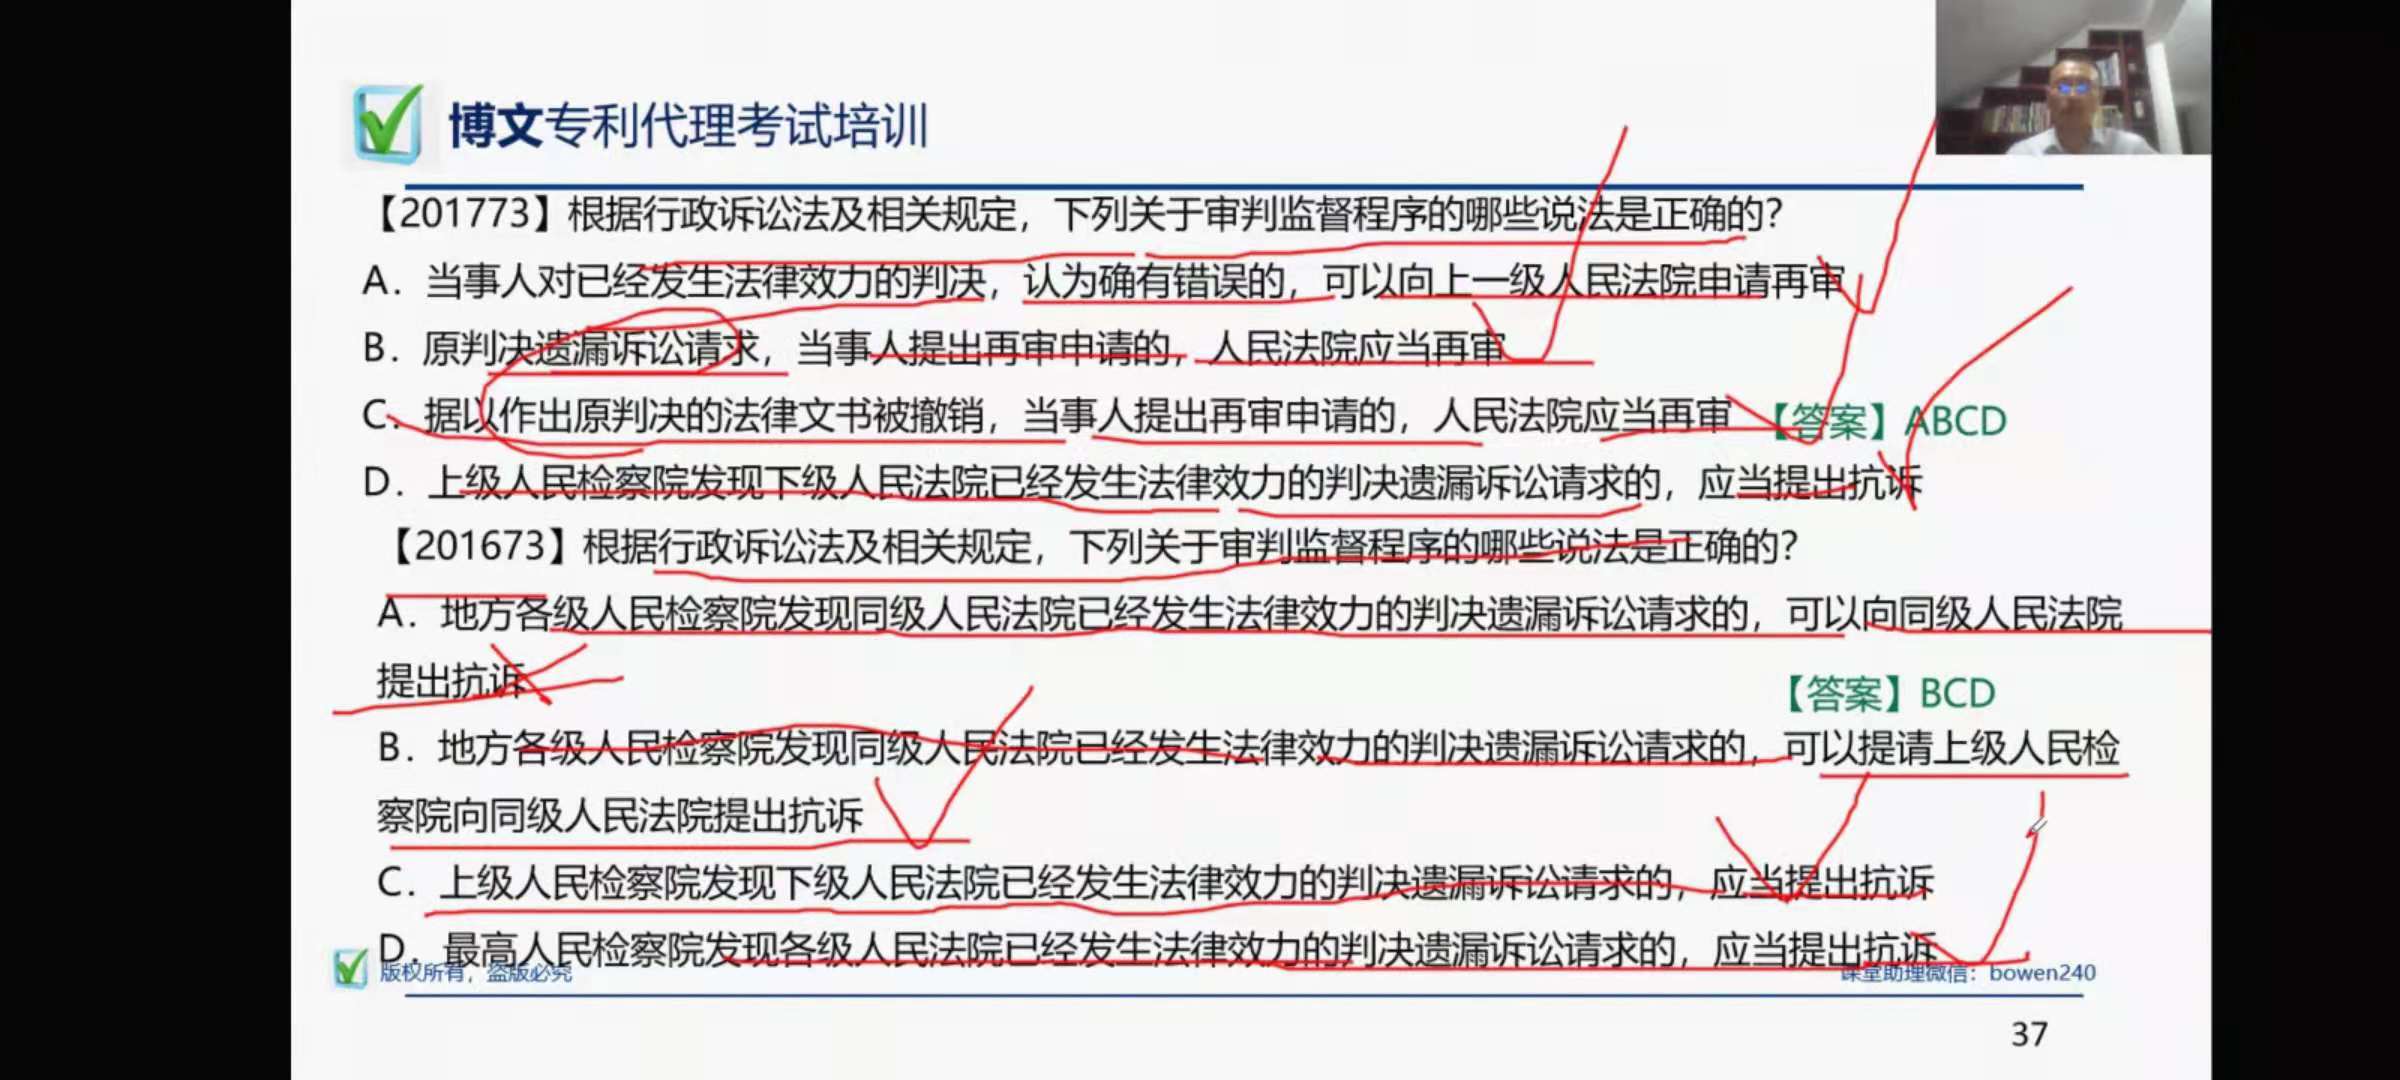 博文专利代理考试培训
【201773】根据行政诉讼法及相关规定，下列关于审判监督程序的哪些说法是正确的？
A．当事人对已经发生法律效力的判决，认为确有错误的，可以向上一级人民法院申请再审
B．原判决遗漏诉讼请求，当事人提出再审申请的，人民法院应当再审
C．据以作出原判决的法律文书被撤销，当事人提出再审申请的，人民法院应当再审
【答案】ABCD
D．上级人民检察院发现下级人民法院已经发生法律效力的判决遗漏诉讼请求的，应当提出抗诉
【201673】根据行政诉讼法及相关规定，下列关于审判监督程序的哪些说法是正确的？
A．地方各级人民检察院发现同级人民法院已经发生法律效力的判决遗漏诉讼请求的，可以向同级人民法院
提出抗诉
【答案】BCD
B．地方各级人民检察院发现同级人民法院已经发生法律效力的判决遗漏诉讼请求的，可以提请上级人民检
察院向同级人民法院提出抗诉
C．上级人民检察院发现下级人民法院已经发生法律效力的判决遗漏诉讼请求的，应当提出抗诉
D．最高人民检察院发现各级人民法院已经发生法律效力的判决遗漏诉讼请求的，应当提出抗诉
版权所有，盗版必究
课堂助理微信：bowen240
37